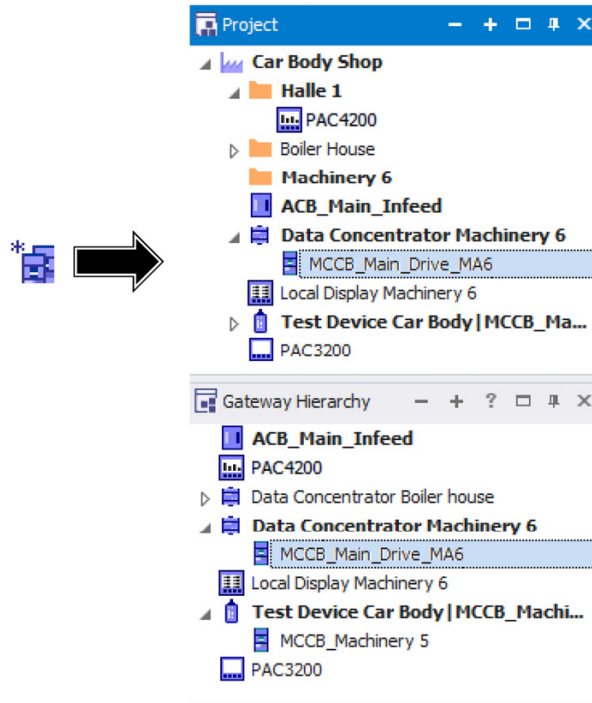 Project
Car Body Shop
Halle 1
PAC4200
Boiler House
Machinery 6
ACB_Main_Infeed
Data Concentrator Machinery 6
MCCB_Main_Drive_MA6
Local Display Machinery 6
Test Device Car Body|MCCB_Ma...
PAC3200
Gateway Hierarchy ?
ACB_Main_Infeed
PAC4200
Data Concentrator Boiler house
Data Concentrator Machinery 6
MCCB_Main_Drive_MA6
Local Display Machinery 6
Test Device Car Body|MCCB_Machi...
MCCB_Machinery 5
PAC3200